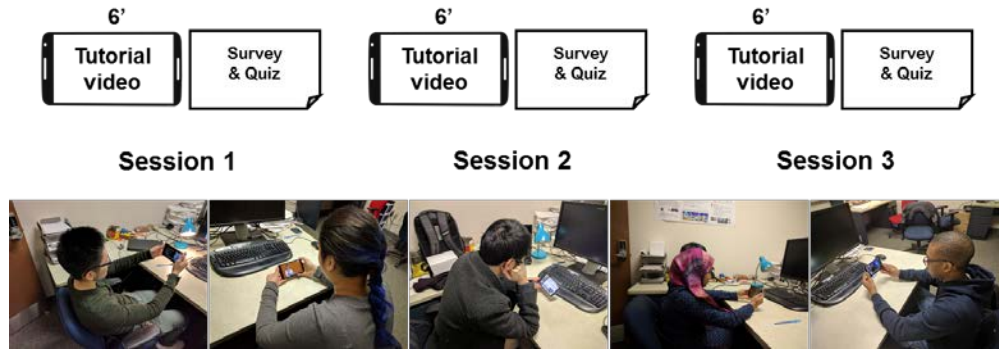 6’
Tutorial
video
Survey
& Quiz
6’
Tutorial
video
Survey
& Quiz
6’
Tutorial
video
Survey
& Quiz
Session 1
Session 2
Session 3